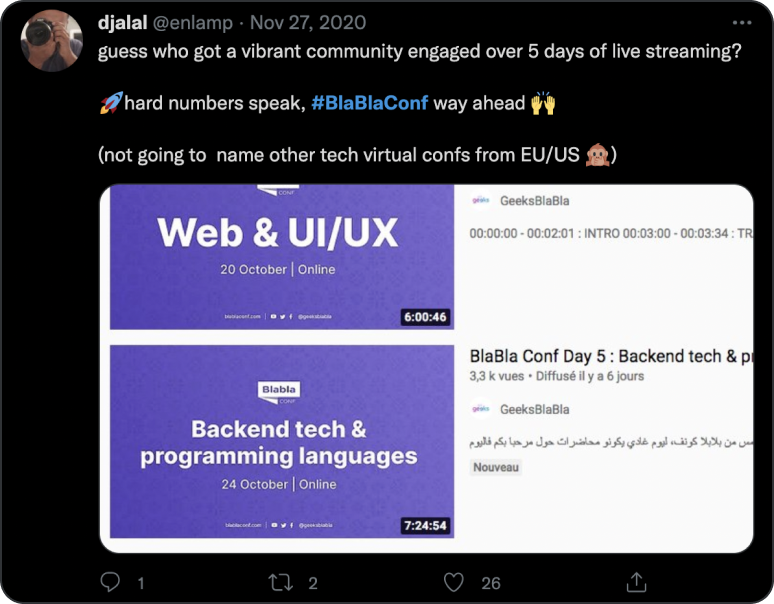 djalal @enlamp · Nov 27, 2020
guess who got a vibrant community engaged over 5 days of live streaming?
🚀hard numbers speak, #BlaBlaConf way ahead 🙌
(not going to name other tech virtual confs from EU/US 🙊)
CONF
Web & UI/UX
20 October | Online
blablaconf.com | @geeksblabla
6:00:46
geeks GeeksBlaBla
00:00:00 - 00:02:01 : INTRO 00:03:00 - 00:03:34 : TR
Blabla
CONF
Backend tech &
programming languages
24 October | Online
blablaconf.com | @geeksblabla
7:24:54
BlaBla Conf Day 5 : Backend tech & p
3,3 k vues • Diffusé il y a 6 jours
geeks GeeksBlaBla
مس من بلابلا كونف، ليوم غادي يكونو محاضرات حول مرحبا بكم فاليوم
Nouveau
1 2 26